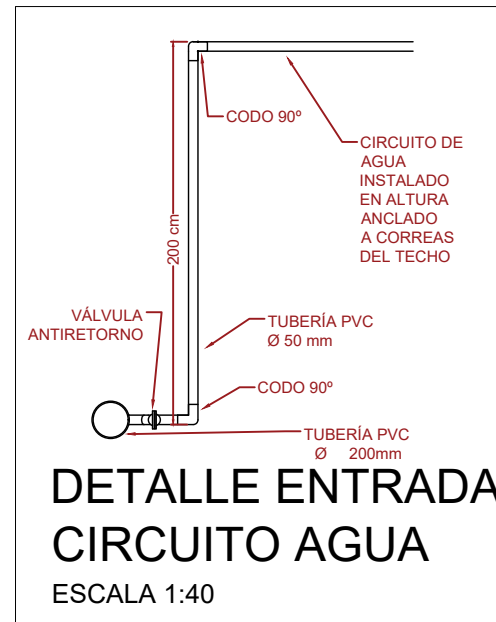 CODO 90º
CIRCUITO DE
AGUA
INSTALADO
EN ALTURA
ANCLADO
A CORREAS
DEL TECHO
200 cm
VÁLVULA
ANTIRETORNO
TUBERÍA PVC
Ø 50 mm
CODO 90º
TUBERÍA PVC
Ø 200mm
DETALLE ENTRADA
CIRCUITO AGUA
ESCALA 1:40